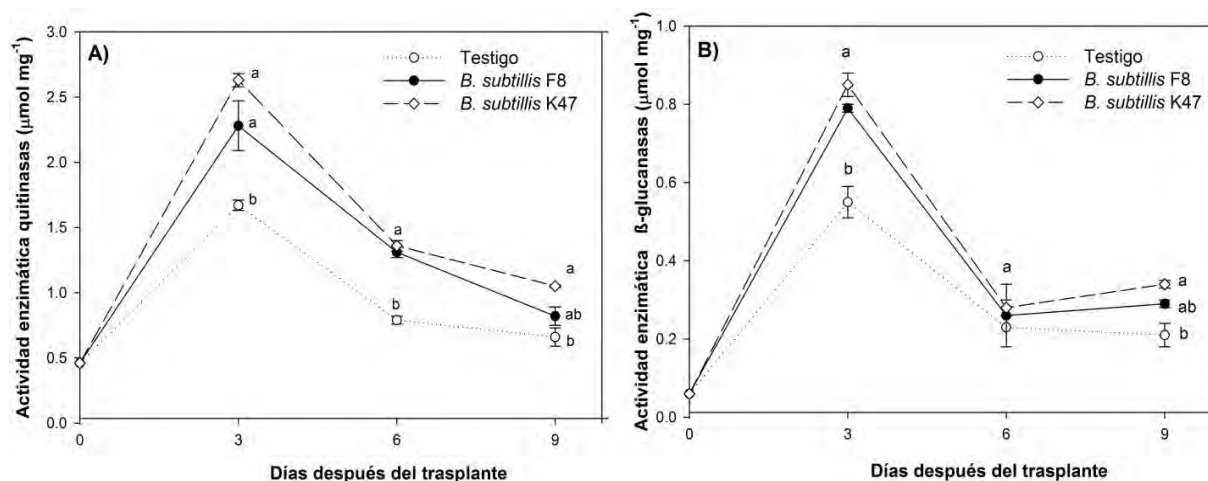 A)
Testigo
B. subtillis F8
B. subtillis K47
Actividad enzimática quitinasas (µmol mg⁻¹)
3.0
2.5
2.0
1.5
1.0
0.5
0.0
a
a
b
a
b
a
ab
b
0 3 6 9
Días después del trasplante
B)
Testigo
B. subtillis F8
B. subtillis K47
Actividad enzimática ß-glucanasas (µmol mg⁻¹)
1.0
0.8
0.6
0.4
0.2
0.0
a
b
a
a
ab
b
0 3 6 9
Días después del trasplante